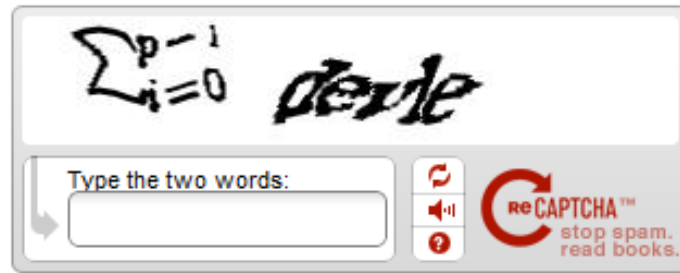 ∑ p-1 i=0
Type the two words:
ReCAPTCHA™
stop spam.
read books.